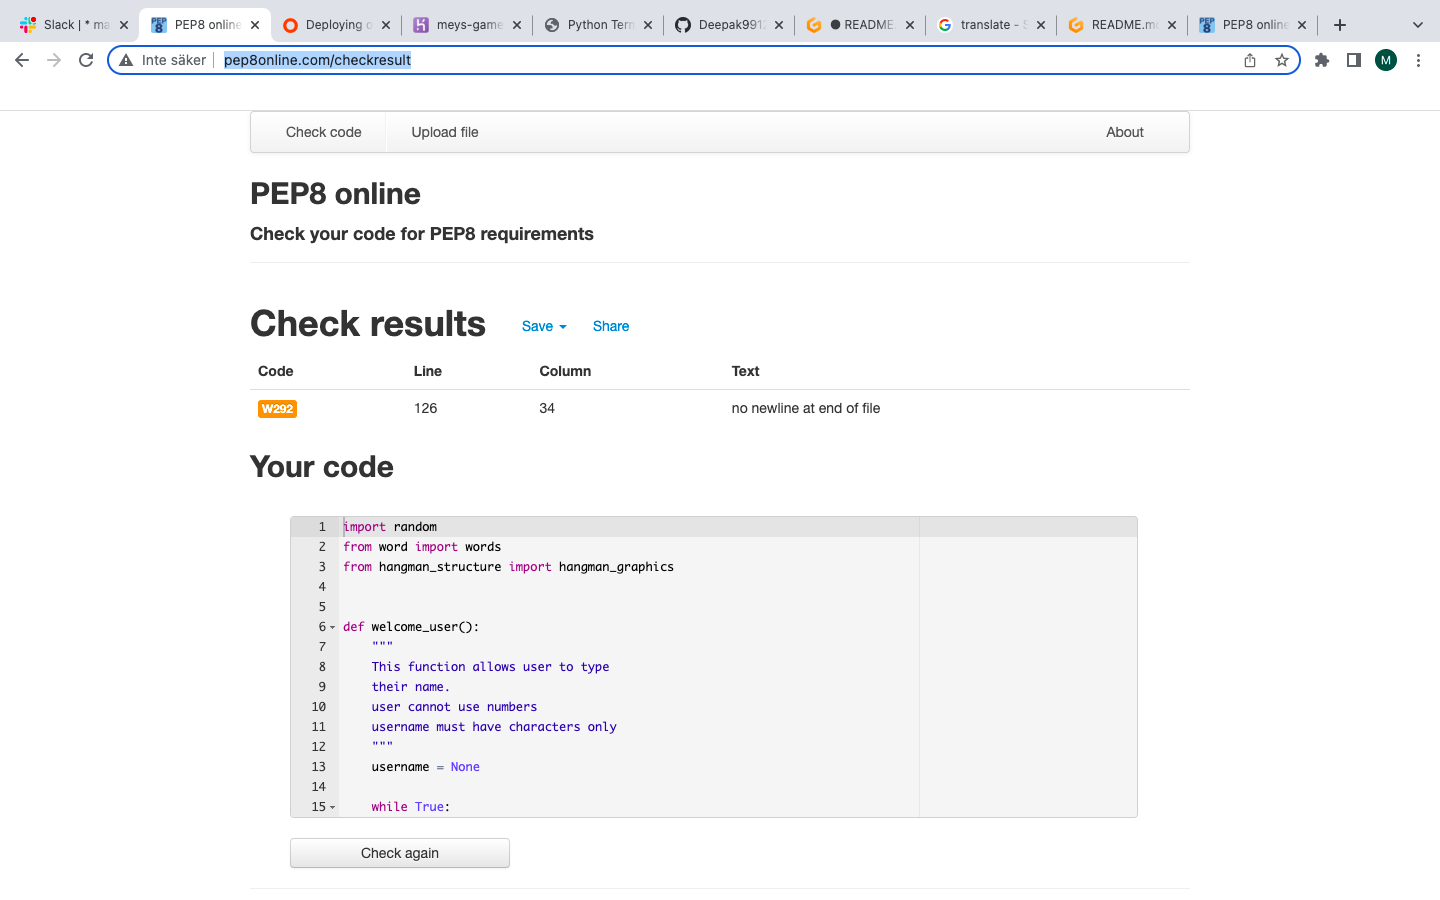 Slack | * ma
PEP8 online
Deploying o
meys-game
Python Tern
Deepak991
README
translate - S
README.mo
PEP8 online
Inte säker pep8online.com/checkresult
M
Check code Upload file About
PEP8 online
Check your code for PEP8 requirements
Check results Save Share
Code Line Column Text
W292 126 34 no newline at end of file
Your code
1 import random
2 from word import words
3 from hangman_structure import hangman_graphics
4
5
6 def welcome_user():
7 """
8 This function allows user to type
9 their name.
10 user cannot use numbers
11 username must have characters only
12 """
13 username = None
14
15 while True:
Check again